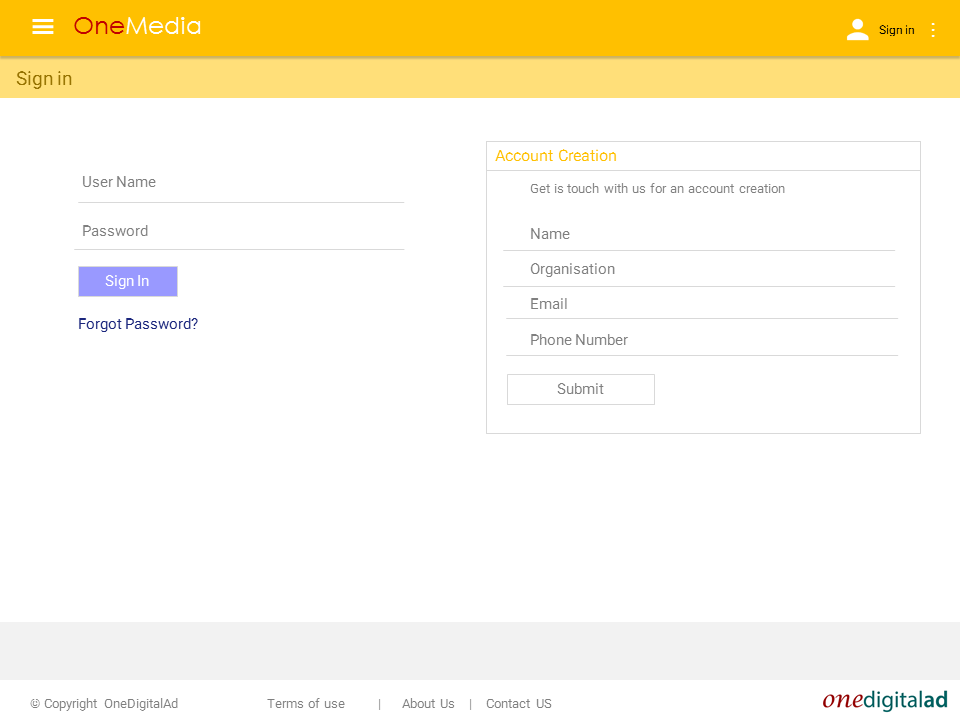 OneMedia
Sign in
Sign in
User Name
Password
Sign In
Forgot Password?
Account Creation
Get is touch with us for an account creation
Name
Organisation
Email
Phone Number
Submit
© Copyright OneDigitalAd
Terms of use | About Us | Contact US
onedigitalad